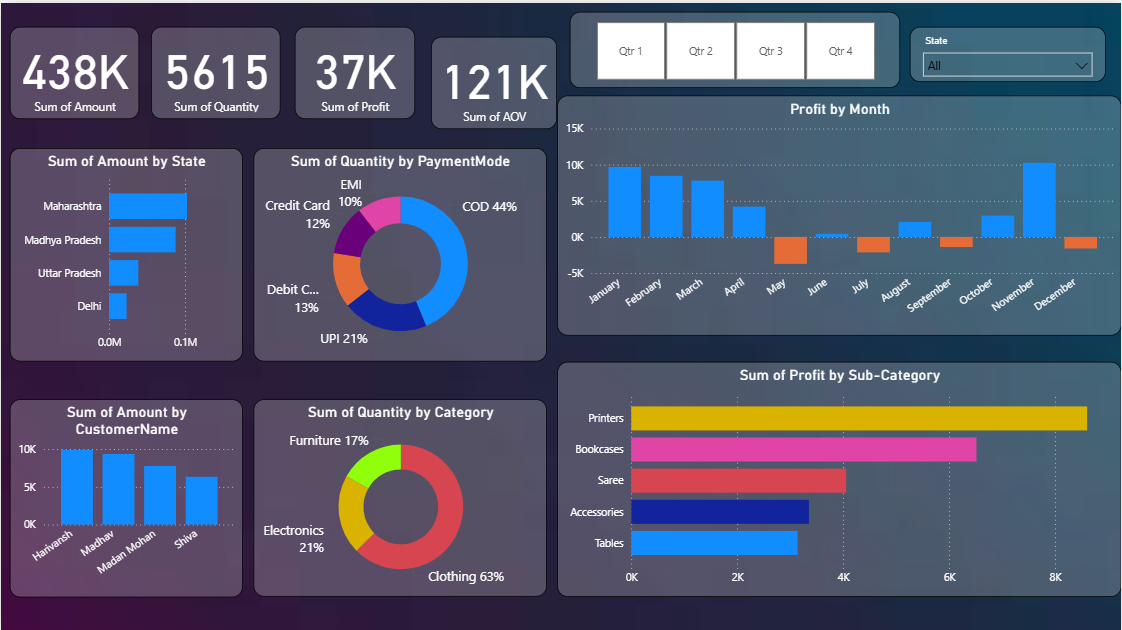 438K
Sum of Amount
5615
Sum of Quantity
37K
Sum of Profit
121K
Sum of AOV
Qtr 1
Qtr 2
Qtr 3
Qtr 4
State
All
Sum of Amount by State
Maharashtra
Madhya Pradesh
Uttar Pradesh
Delhi
0.0M
0.1M
Sum of Quantity by PaymentMode
COD 44%
UPI 21%
Debit C...
13%
Credit Card
12%
EMI
10%
Profit by Month
15K
10K
5K
0K
-5K
January
February
March
April
May
June
July
August
September
October
November
December
Sum of Amount by
CustomerName
10K
5K
0K
Harivansh
Madhav
Madan Mohan
Shiva
Sum of Quantity by Category
Furniture 17%
Electronics
21%
Clothing 63%
Sum of Profit by Sub-Category
Printers
Bookcases
Saree
Accessories
Tables
0K
2K
4K
6K
8K